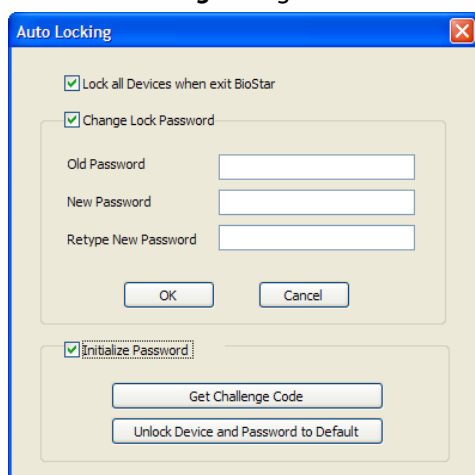 Auto Locking
Lock all Devices when exit BioStar
Change Lock Password
Old Password
New Password
Retype New Password
OK Cancel
Initialize Password
Get Challenge Code
Unlock Device and Password to Default